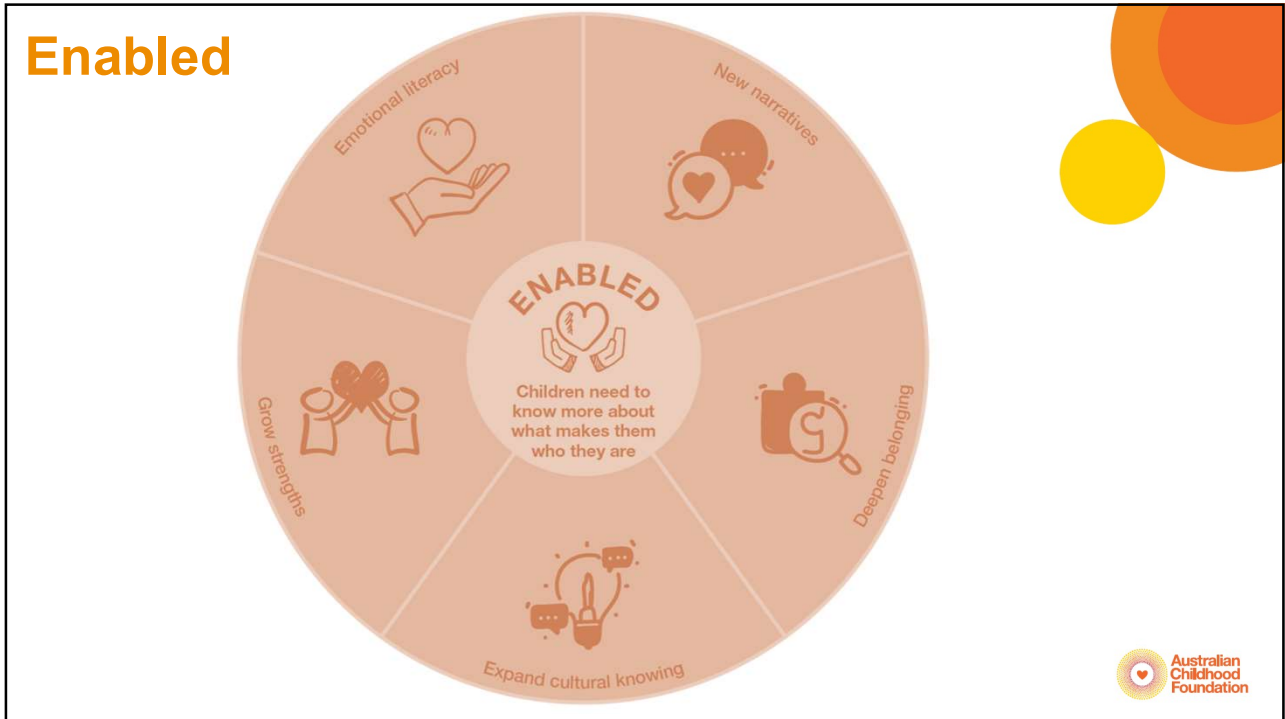 Enabled
Emotional literacy
New narratives
ENABLED
Children need to
know more about
what makes them
who they are
Grow strengths
Deepen belonging
Expand cultural knowing
Australian
Childhood
Foundation